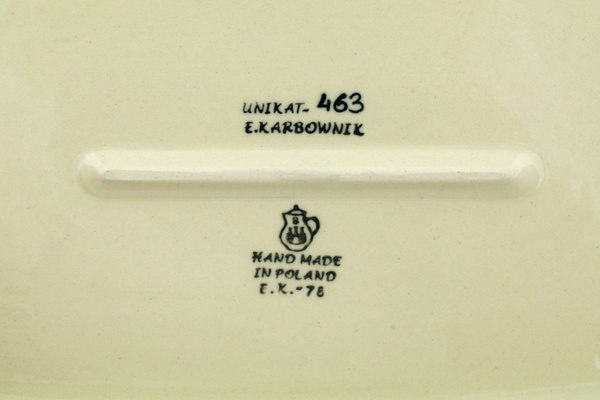 UNIKAT- 463
E.KARBOWNIK
B
HAND MADE
IN POLAND
E.K.-78